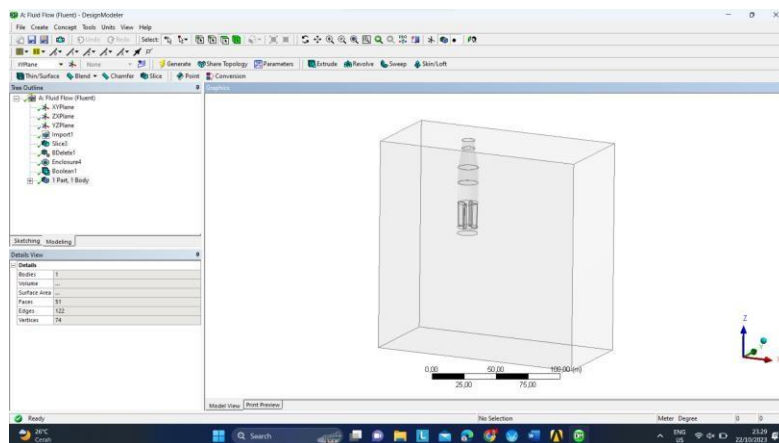 A: Fluid Flow (Fluent) - DesignModeler
File Create Concept Tools Units View Help
Undo Redo Select:
XYPlane None Generate Share Topology Parameters Extrude Revolve Sweep Skin/Loft
Thin/Surface Blend Chamfer Slice Point Conversion
Tree Outline
A: Fluid Flow (Fluent)
XYPlane
ZXPlane
YZPlane
Import1
Slice3
BDelete1
Enclosure4
Boolean1
1 Part, 1 Body
Sketching Modeling
Details View
Details
Bodies 1
Volume ...
Surface Area ...
Faces 51
Edges 122
Vertices 74
Graphics
Z
Y
0,00 50,00 100,00 (m)
25,00 75,00
Model View Print Preview
Ready No Selection Meter Degree 0 0
26°C
Cerah
Search
ENG
US
23.29
22/10/2023